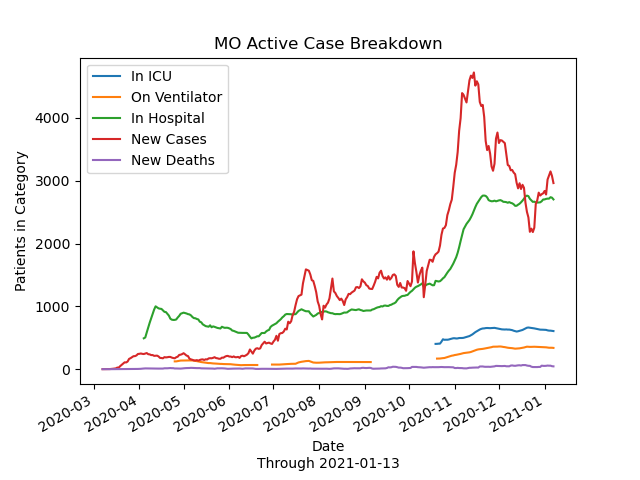 MO Active Case Breakdown
In ICU
On Ventilator
In Hospital
New Cases
New Deaths
Patients in Category
4000
3000
2000
1000
0
2020-03
2020-04
2020-05
2020-06
2020-07
2020-08
2020-09
2020-10
2020-11
2020-12
2021-01
Date
Through 2021-01-13